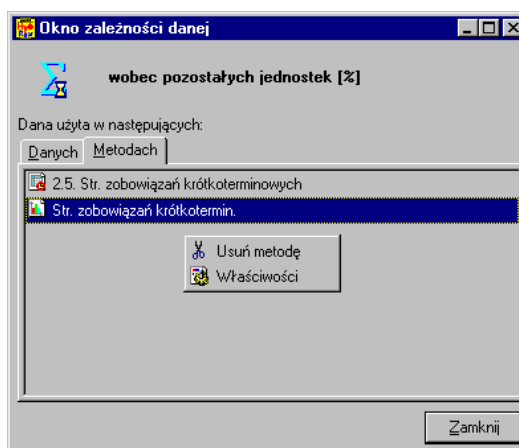 Okno zależności danej
wobec pozostałych jednostek [%]
Dana użyta w następujących:
Danych Metodach
2.5. Str. zobowiązań krótkoterminowych
Str. zobowiązań krótkotermin.
Usuń metodę
Właściwości
Zamknij